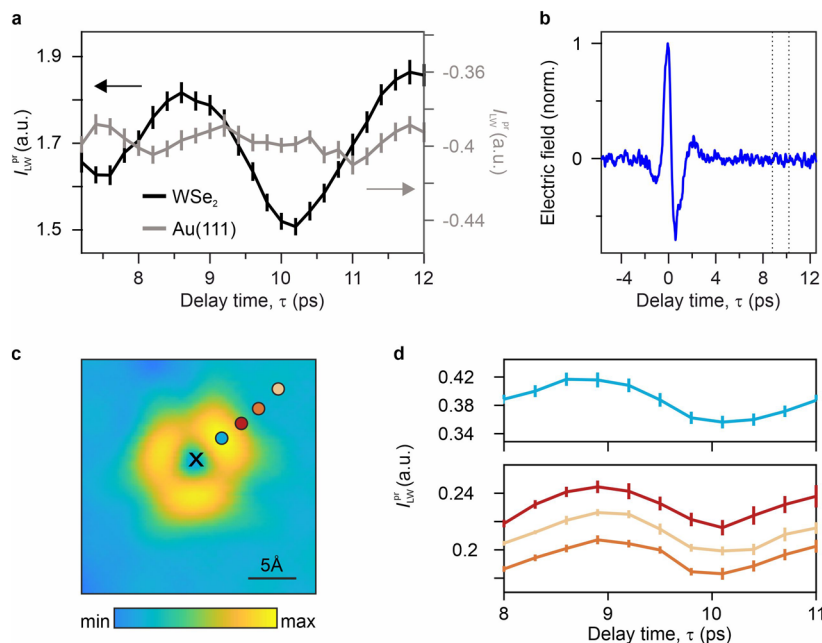 a
1.9
1.7
1.5
I_LW^pr (a.u.)
WSe₂
Au(111)
-0.36
-0.4
-0.44
I_LW^pr (a.u.)
8 9 10 11 12
Delay time, τ (ps)
b
1
0
Electric field (norm.)
-4 0 4 8 12
Delay time, τ (ps)
c
X
5Å
min max
d
0.42
0.38
0.34
0.24
0.2
I_LW^pr (a.u.)
8 9 10 11
Delay time, τ (ps)